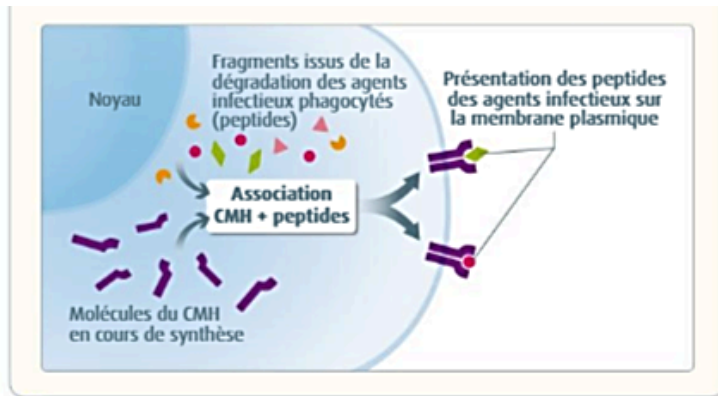 Noyau
Fragments issus de la
dégradation des agents
infectieux phagocytés
(peptides)
Présentation des peptides
des agents infectieux sur
la membrane plasmique
Association
CMH + peptides
Molécules du CMH
en cours de synthèse